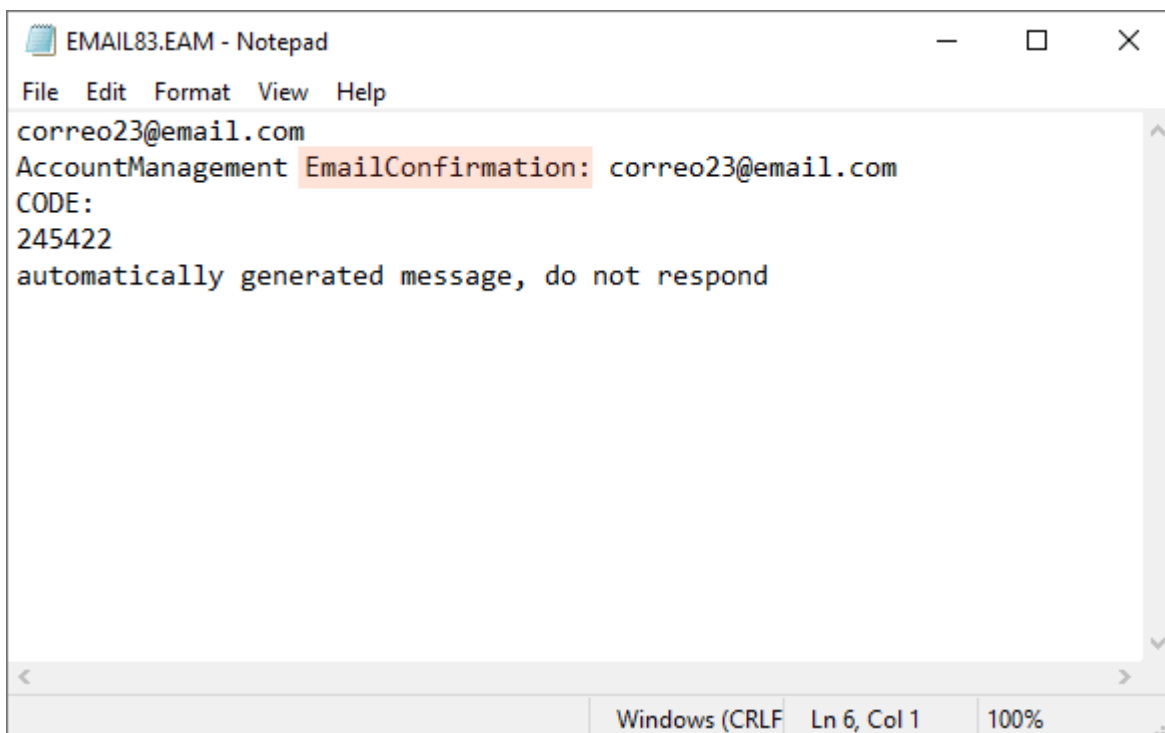 EMAIL83.EAM - Notepad
File Edit Format View Help
correo23@email.com
AccountManagement EmailConfirmation: correo23@email.com
CODE:
245422
automatically generated message, do not respond
Windows (CRLF Ln 6, Col 1 100%